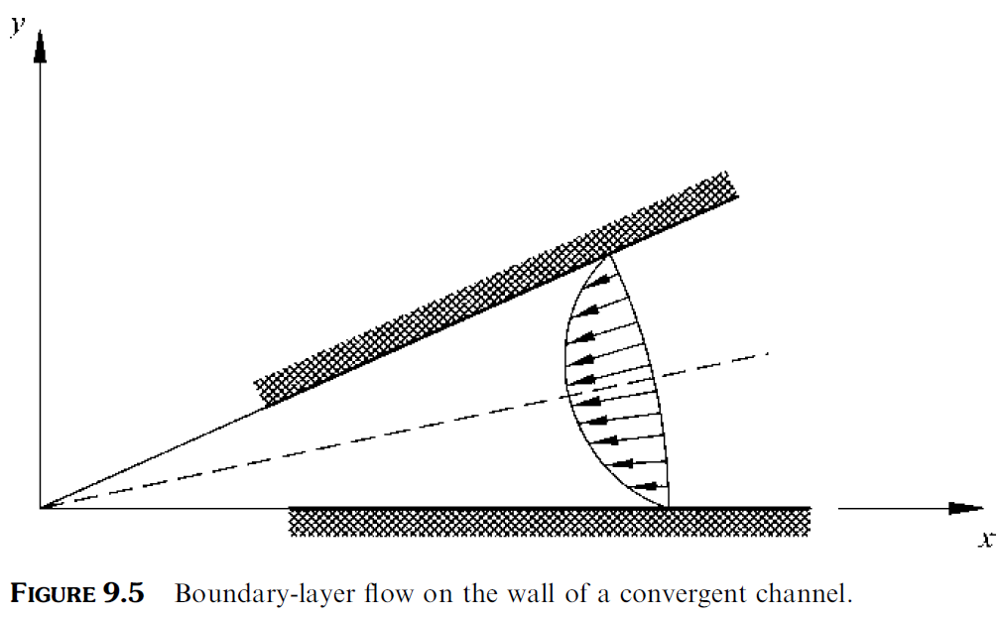 y
x
FIGURE 9.5 Boundary-layer flow on the wall of a convergent channel.